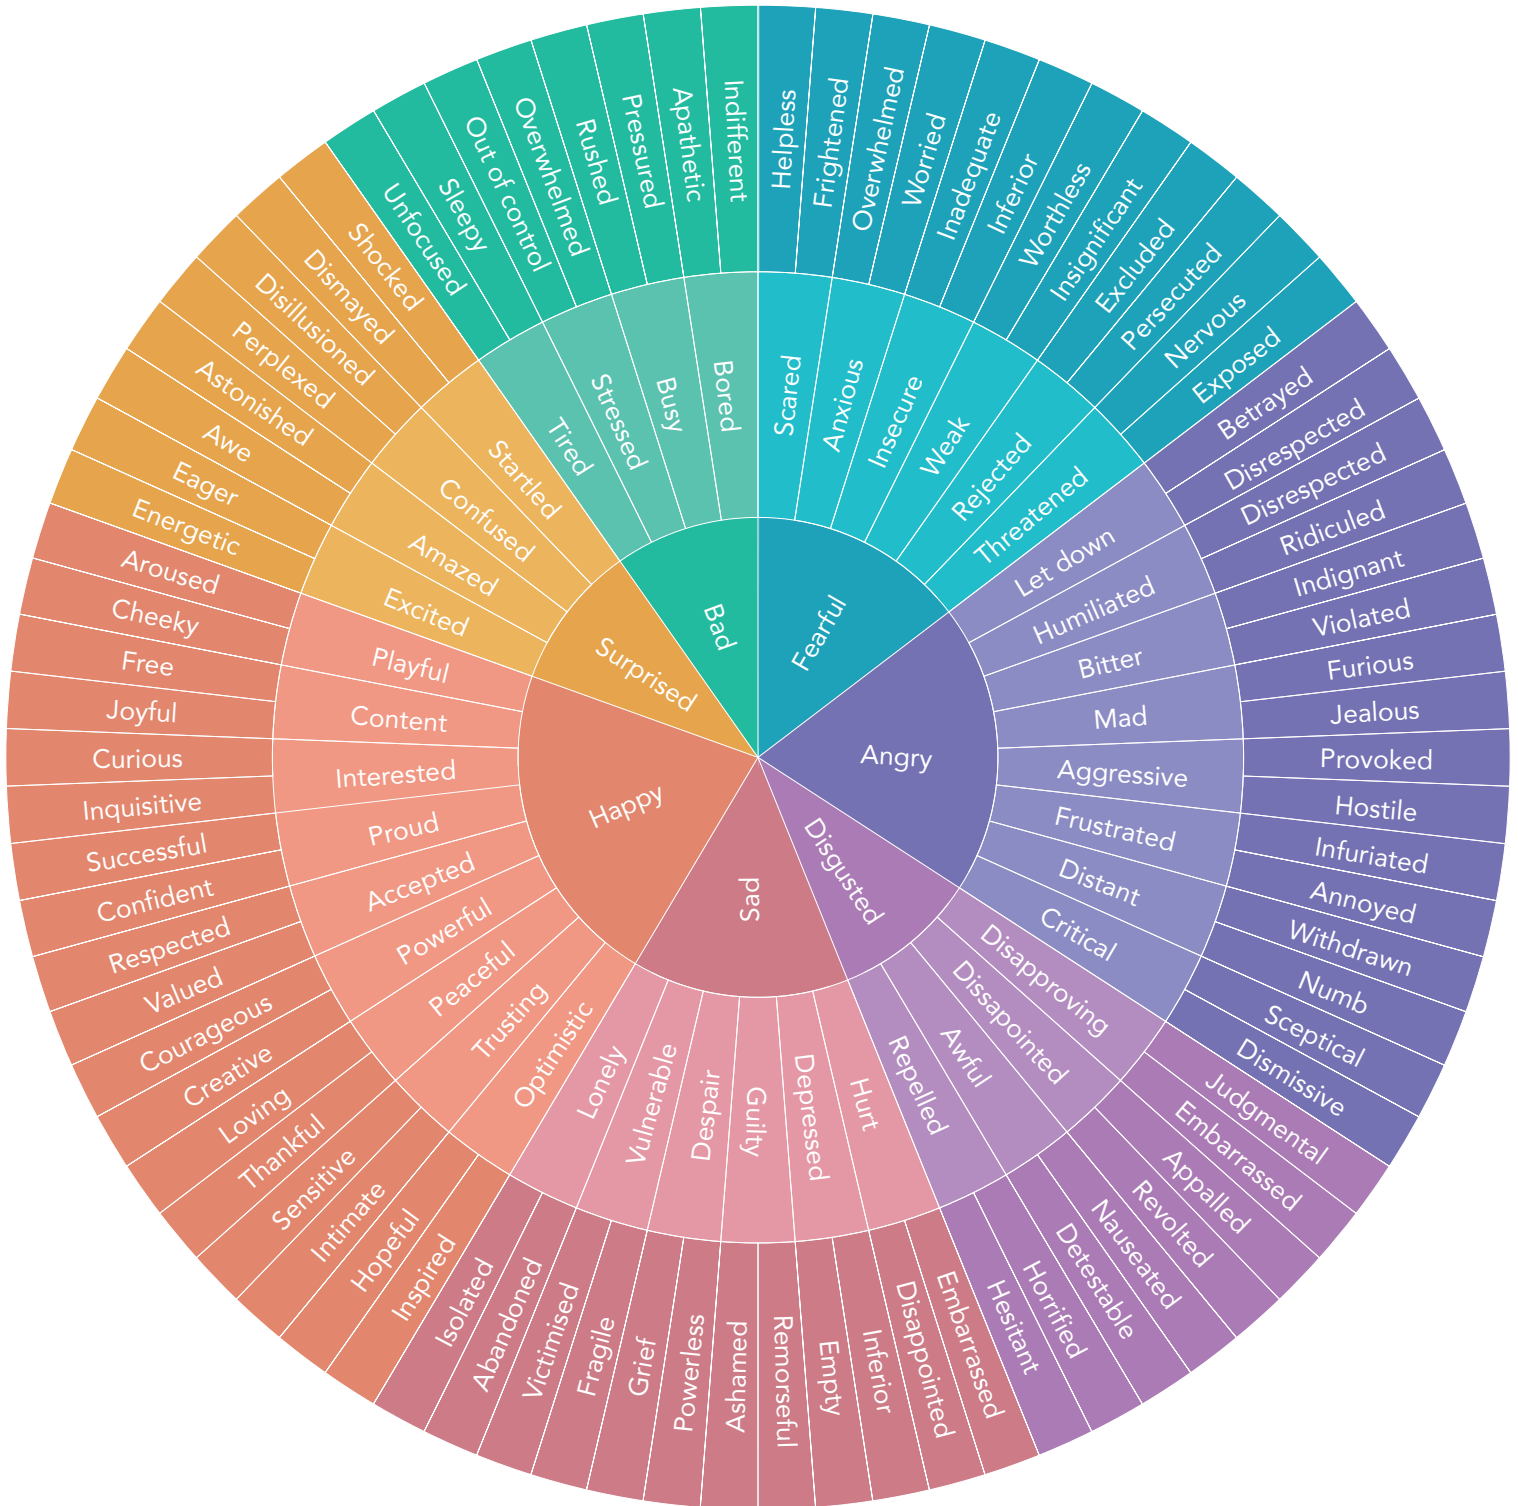 Fearful
Angry
Disgusted
Sad
Happy
Surprised
Bad
Scared
Anxious
Insecure
Weak
Rejected
Threatened
Let down
Humiliated
Bitter
Mad
Aggressive
Frustrated
Distant
Critical
Disapproving
Dissapointed
Awful
Repelled
Hurt
Depressed
Guilty
Despair
Vulnerable
Lonely
Optimistic
Trusting
Peaceful
Powerful
Accepted
Proud
Interested
Content
Playful
Excited
Amazed
Confused
Startled
Tired
Stressed
Busy
Bored
Helpless
Frightened
Overwhelmed
Worried
Inadequate
Inferior
Worthless
Insignificant
Excluded
Persecuted
Nervous
Exposed
Betrayed
Disrespected
Disrespected
Ridiculed
Indignant
Violated
Furious
Jealous
Provoked
Hostile
Infuriated
Annoyed
Withdrawn
Numb
Sceptical
Dismissive
Judgmental
Embarrassed
Appalled
Revolted
Nauseated
Detestable
Horrified
Hesitant
Embarrassed
Disappointed
Inferior
Empty
Remorseful
Ashamed
Powerless
Grief
Fragile
Victimised
Abandoned
Isolated
Inspired
Hopeful
Intimate
Sensitive
Thankful
Loving
Creative
Courageous
Valued
Respected
Confident
Successful
Inquisitive
Curious
Joyful
Free
Cheeky
Aroused
Energetic
Eager
Awe
Astonished
Perplexed
Disillusioned
Dismayed
Shocked
Unfocused
Sleepy
Out of control
Overwhelmed
Rushed
Pressured
Apathetic
Indifferent